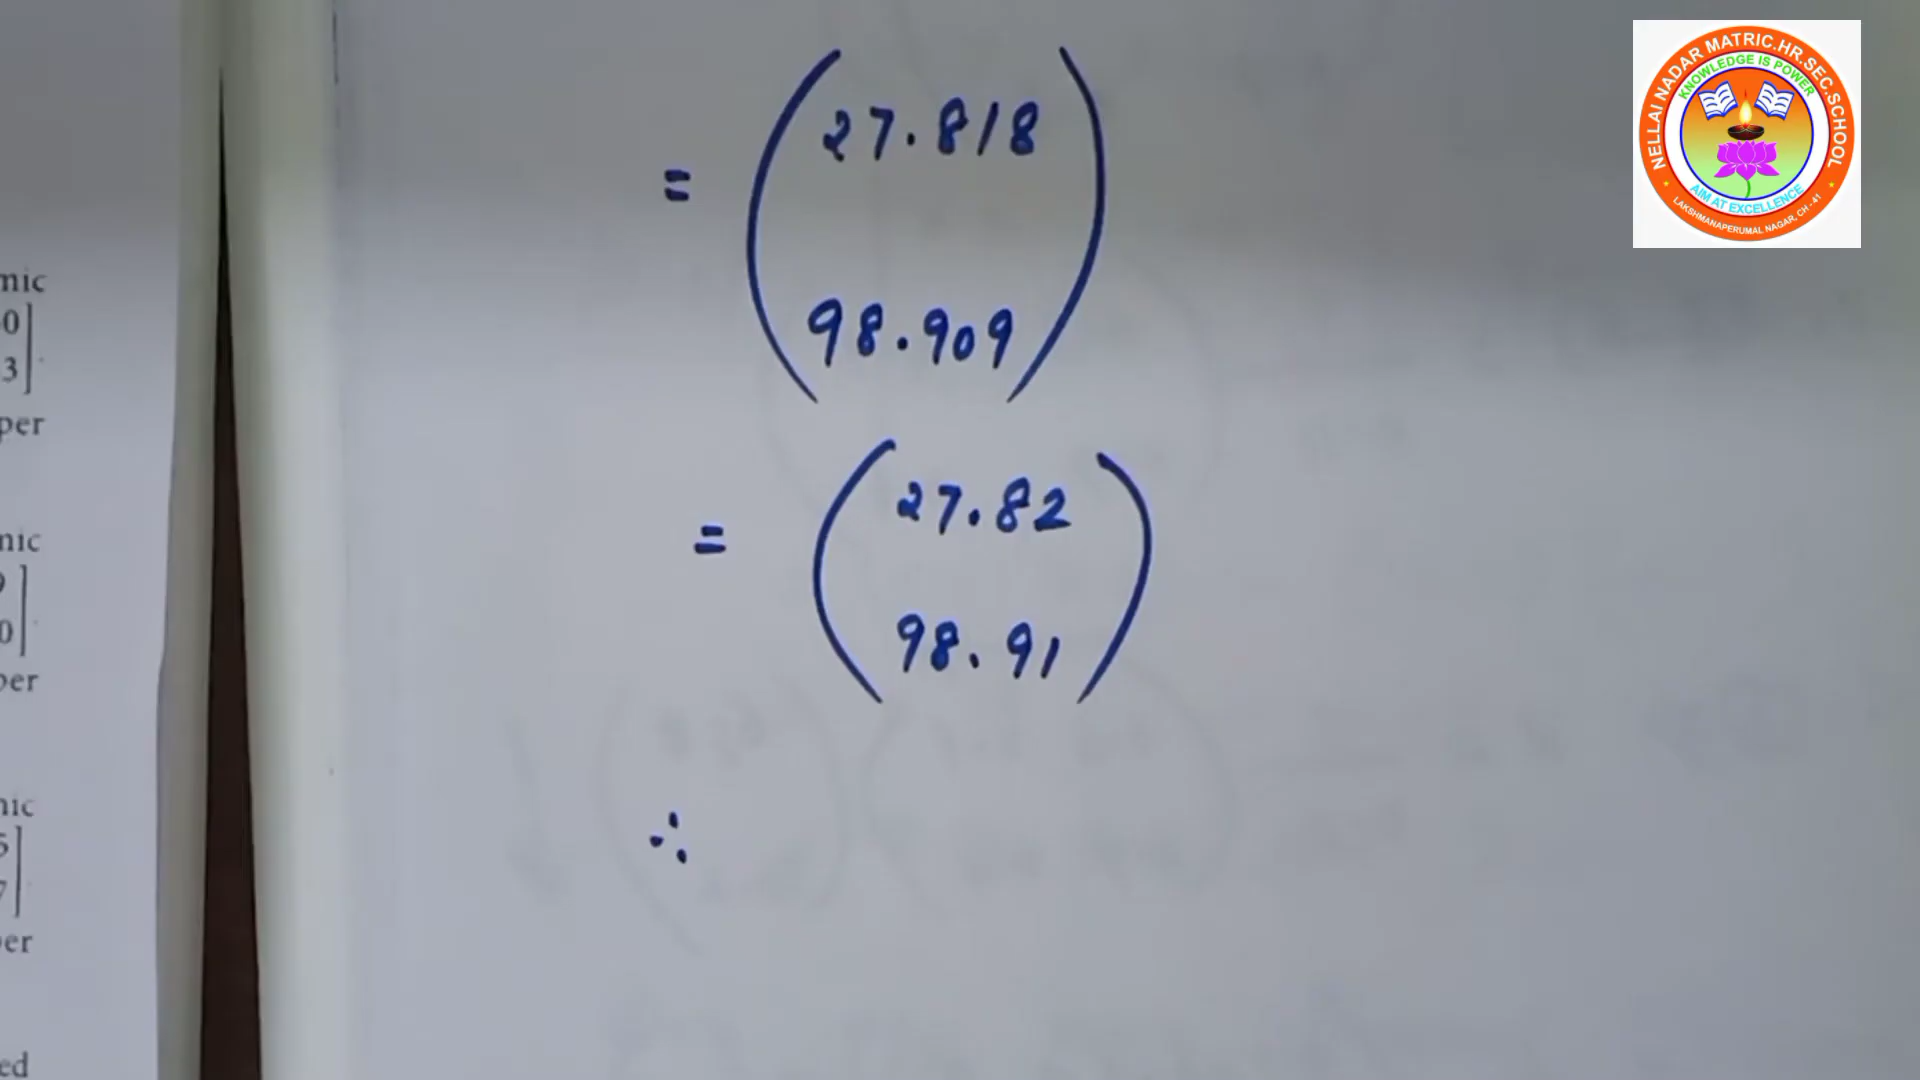 NELLAI NADAR MATRIC.HR.SEC.SCHOOL
KNOWLEDGE IS POWER
AIM AT EXCELLENCE
LAKSHMANAPERUMAL NAGAR, CH - 41
= ( 27.818
98.909 )
= ( 27.82
98.91 )
∴
mic
0]
3].
per
nic
0].
per
nic
5]
7].
per
ed